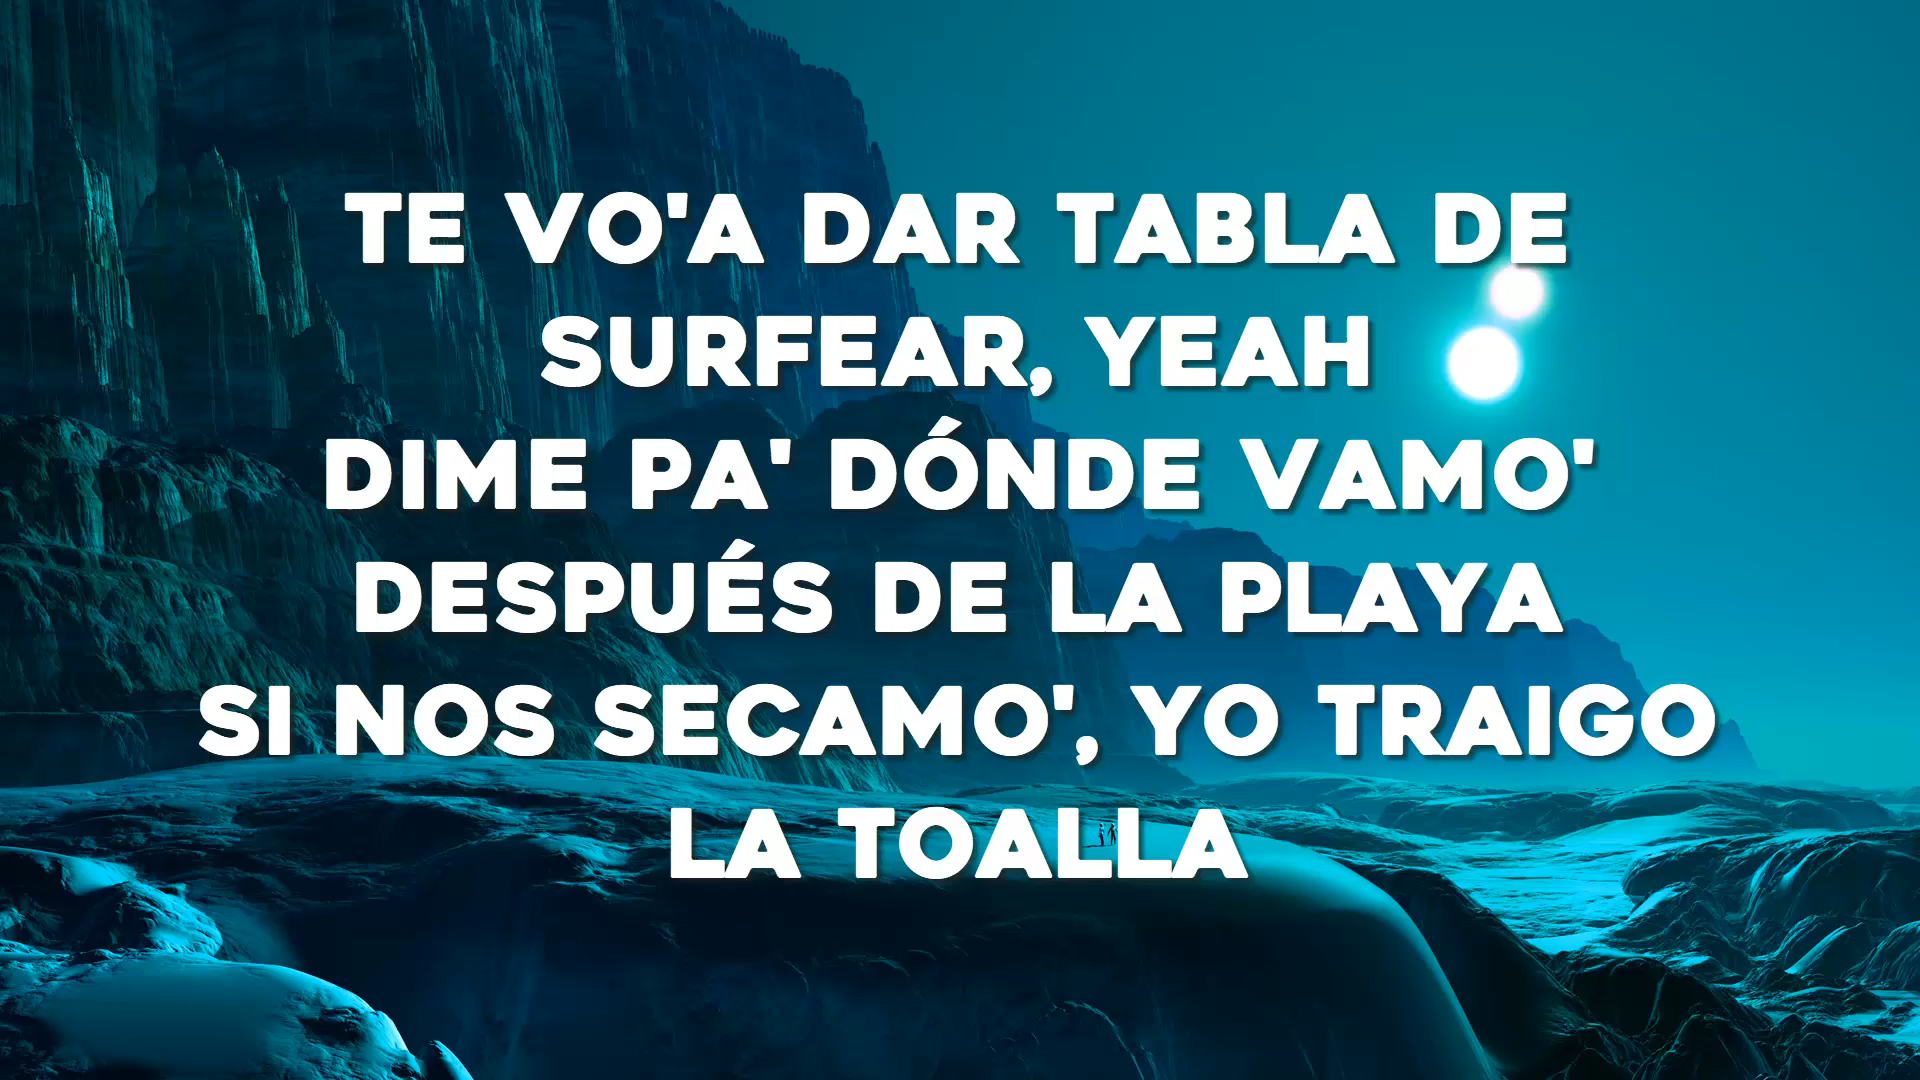 TE VO'A DAR TABLA DE
SURFEAR, YEAH
DIME PA' DÓNDE VAMO'
DESPUÉS DE LA PLAYA
SI NOS SECAMO', YO TRAIGO
LA TOALLA